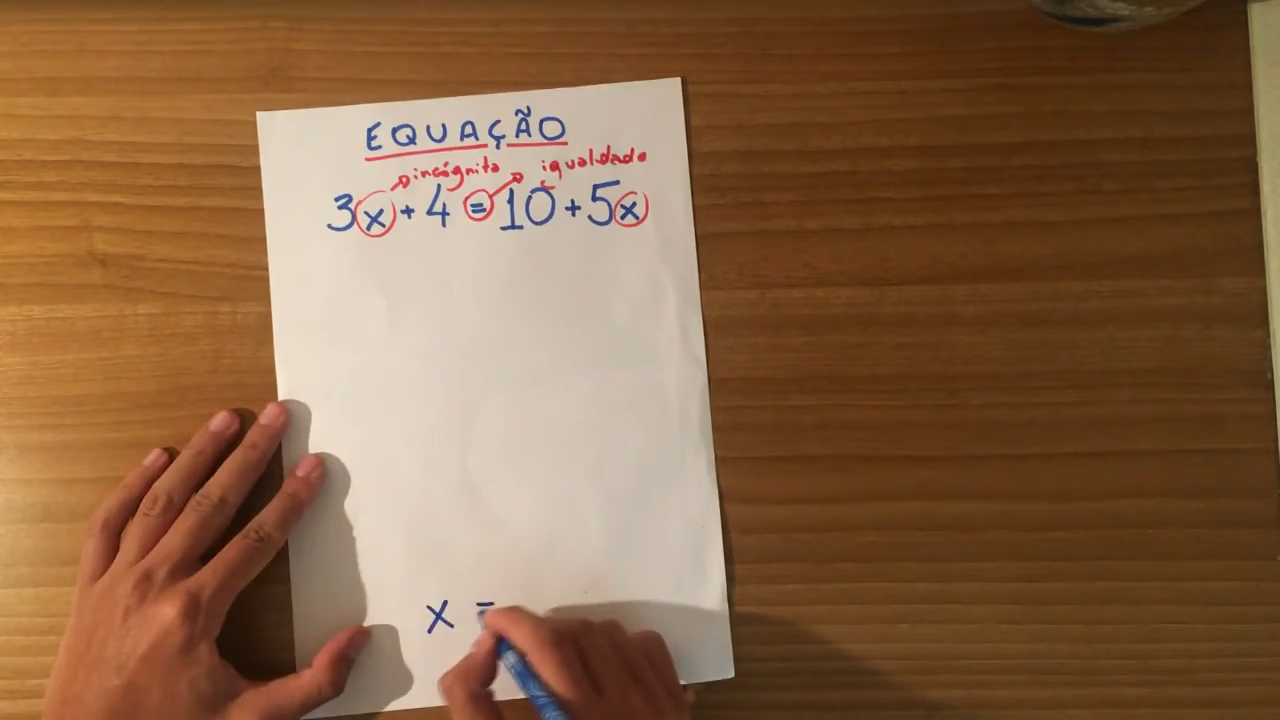 EQUAÇÃO
incógnita igualdade
3x + 4 = 10 + 5x
x =